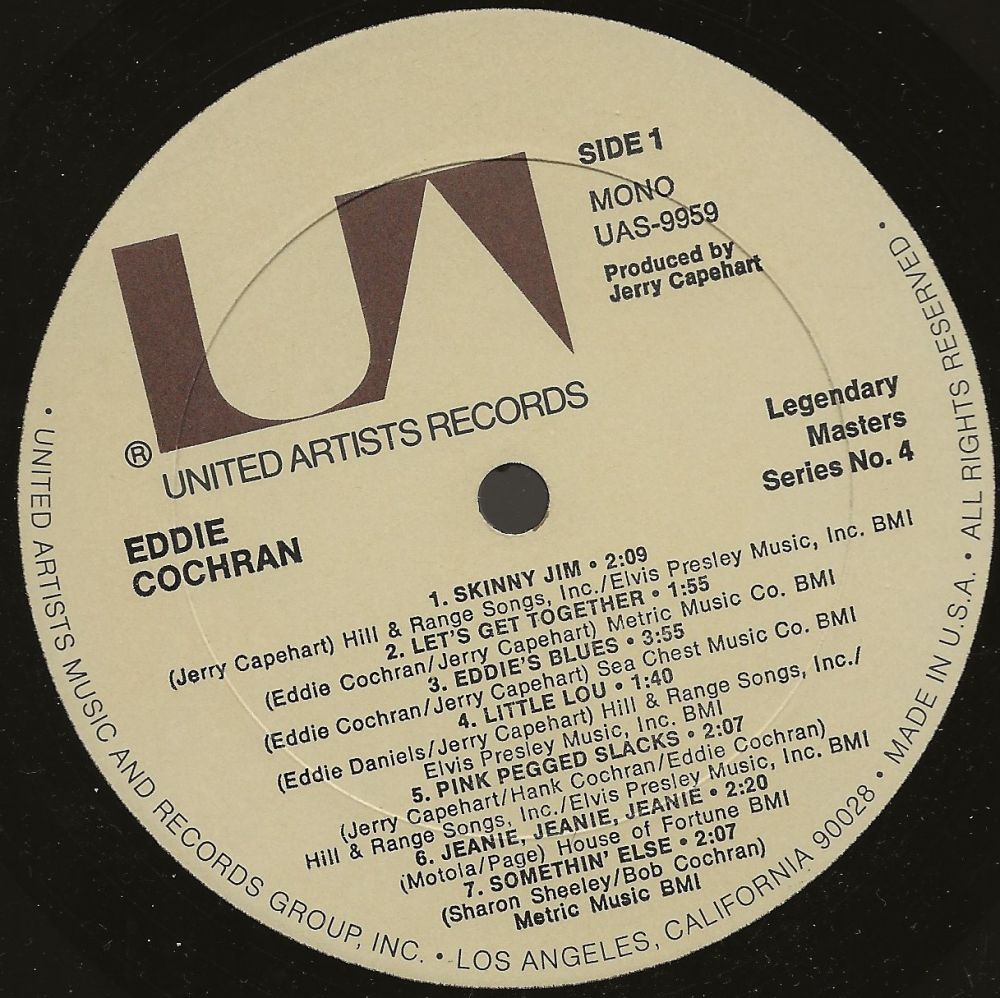 UA
®
UNITED ARTISTS RECORDS
SIDE 1
MONO
UAS-9959
Produced by
Jerry Capehart
Legendary
Masters
Series No. 4
EDDIE
COCHRAN
1. SKINNY JIM • 2:09
(Jerry Capehart) Hill & Range Songs, Inc./Elvis Presley Music, Inc. BMI
2. LET'S GET TOGETHER • 1:55
(Eddie Cochran/Jerry Capehart) Metric Music Co. BMI
3. EDDIE'S BLUES • 3:55
(Eddie Cochran/Jerry Capehart) Sea Chest Music Co. BMI
4. LITTLE LOU • 1:40
(Eddie Daniels/Jerry Capehart) Hill & Range Songs, Inc./
Elvis Presley Music, Inc. BMI
5. PINK PEGGED SLACKS • 2:07
(Jerry Capehart/Hank Cochran/Eddie Cochran)
Hill & Range Songs, Inc./Elvis Presley Music, Inc. BMI
6. JEANIE, JEANIE, JEANIE • 2:20
(Motola/Page) House of Fortune BMI
7. SOMETHIN' ELSE • 2:07
(Sharon Sheeley/Bob Cochran)
Metric Music BMI
• UNITED ARTISTS MUSIC AND RECORDS GROUP, INC. • LOS ANGELES, CALIFORNIA 90028 • MADE IN U.S.A. • ALL RIGHTS RESERVED •